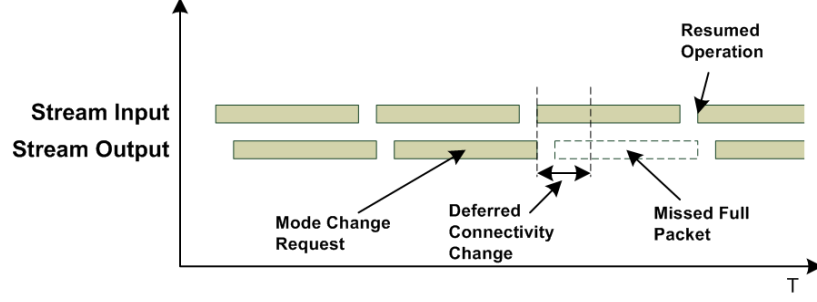 Resumed
Operation
Stream Input
Stream Output
Mode Change
Request
Deferred
Connectivity
Change
Missed Full
Packet
T